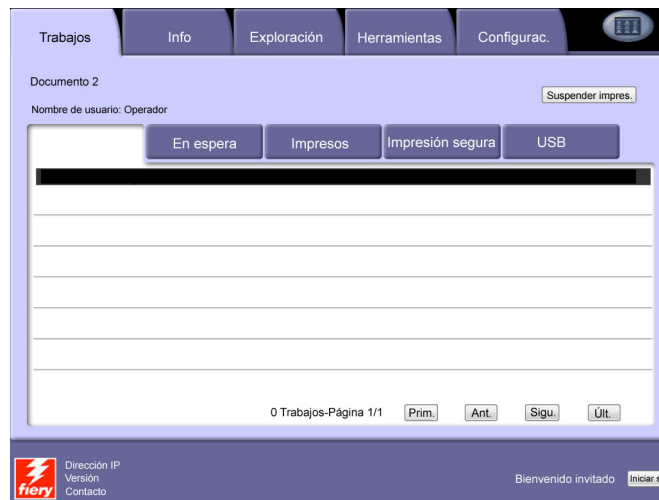 Trabajos Info Exploración Herramientas Configurac.
Documento 2
Suspender impres.
Nombre de usuario: Operador
En espera Impresos Impresión segura USB
0 Trabajos-Página 1/1 Prim. Ant. Sigu. Últ.
Dirección IP
Versión
Contacto
fiery
Bienvenido invitado Iniciar s